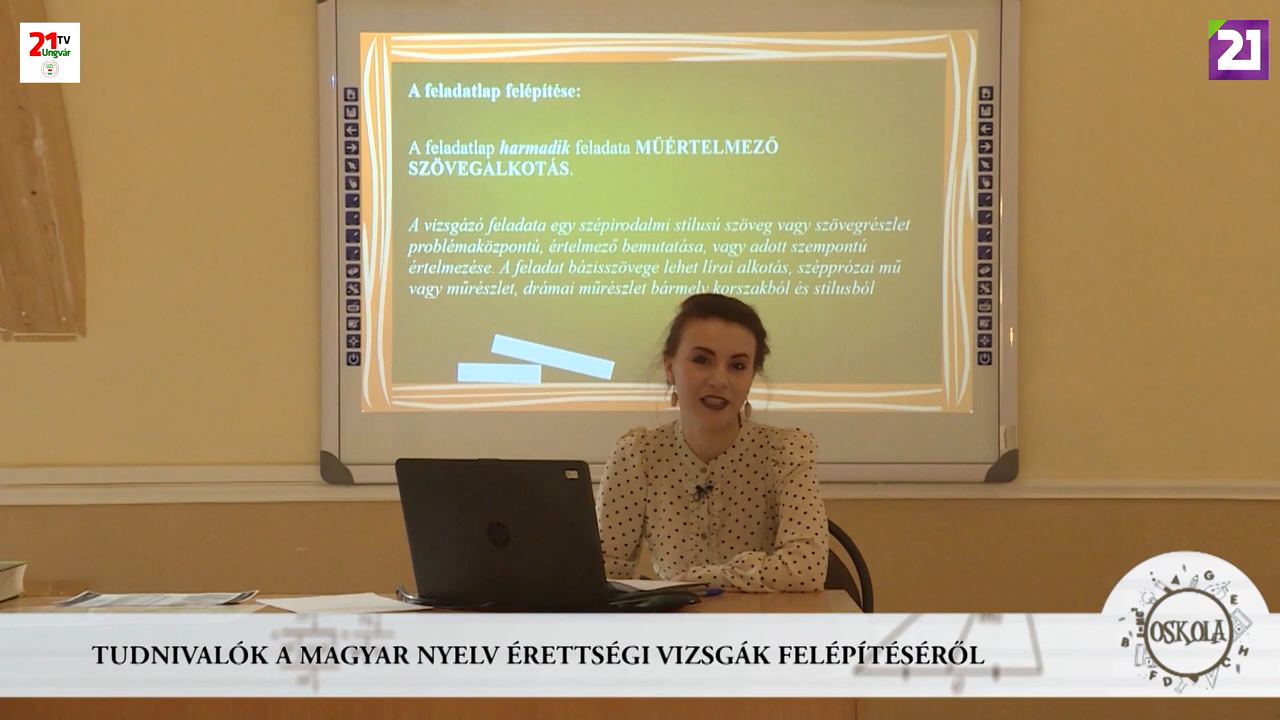 21 TV
Ungvár
21
A feladatlap felépítése:
A feladatlap harmadik feladata MŰÉRTELMEZŐ
SZÖVEGALKOTÁS.
A vizsgázó feladata egy szépirodalmi stílusú szöveg vagy szövegrészlet
problémaközpontú, értelmező bemutatása, vagy adott szempontú
értelmezése. A feladat bázisszövege lehet lírai alkotás, szépprózai mű
vagy műrészlet, drámai műrészlet bármely korszakból és stílusból
TUDNIVALÓK A MAGYAR NYELV ÉRETTSÉGI VIZSGÁK FELÉPÍTÉSÉRŐL
OSKOLA